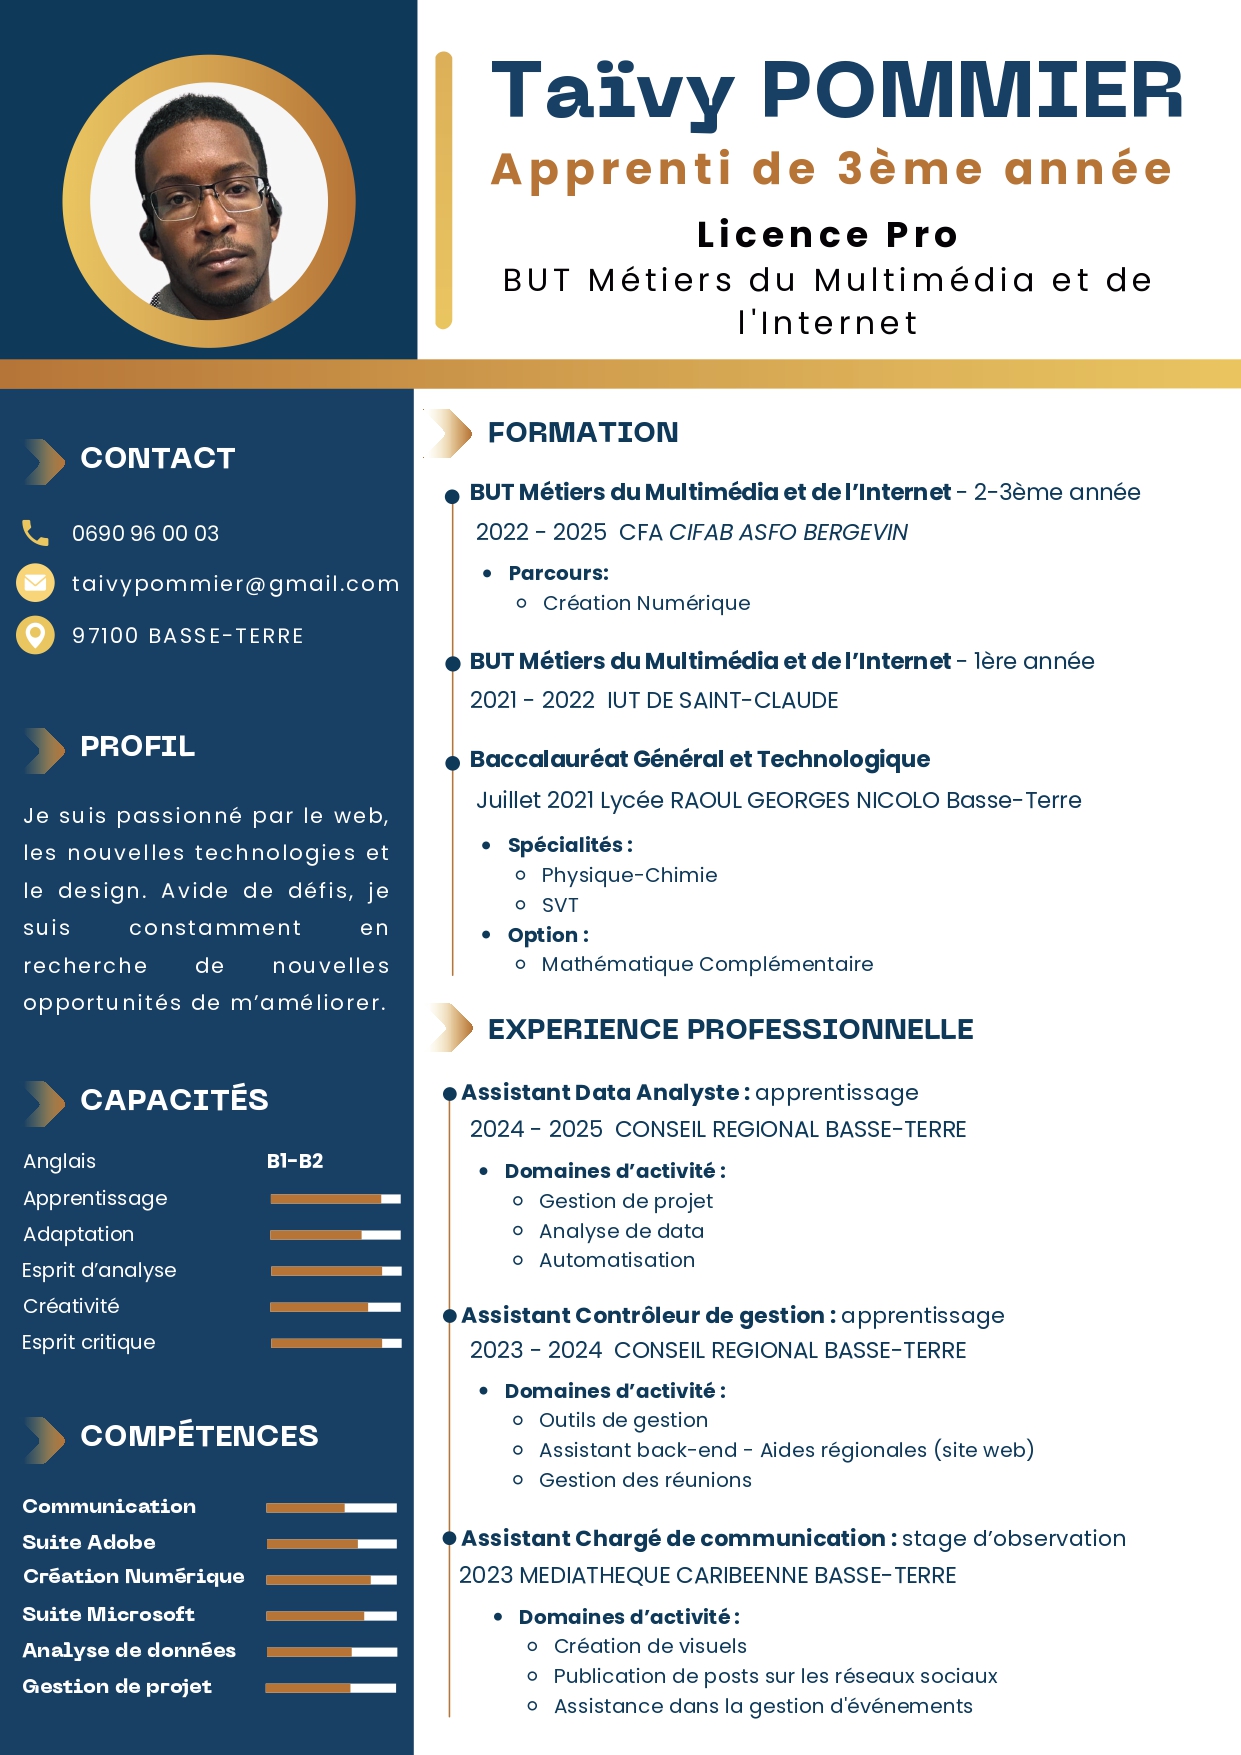 Taïvy POMMIER
Apprenti de 3ème année
Licence Pro
BUT Métiers du Multimédia et de
l'Internet
CONTACT
0690 96 00 03
taivypommier@gmail.com
97100 BASSE-TERRE
PROFIL
Je suis passionné par le web,
les nouvelles technologies et
le design. Avide de défis, je
suis constamment en
recherche de nouvelles
opportunités de m’améliorer.
CAPACITÉS
Anglais B1-B2
Apprentissage
Adaptation
Esprit d’analyse
Créativité
Esprit critique
COMPÉTENCES
Communication
Suite Adobe
Création Numérique
Suite Microsoft
Analyse de données
Gestion de projet
FORMATION
BUT Métiers du Multimédia et de l’Internet - 2-3ème année
2022 - 2025 CFA CIFAB ASFO BERGEVIN
Parcours:
Création Numérique
BUT Métiers du Multimédia et de l’Internet - 1ère année
2021 - 2022 IUT DE SAINT-CLAUDE
Baccalauréat Général et Technologique
Juillet 2021 Lycée RAOUL GEORGES NICOLO Basse-Terre
Spécialités :
Physique-Chimie
SVT
Option :
Mathématique Complémentaire
EXPERIENCE PROFESSIONNELLE
Assistant Data Analyste : apprentissage
2024 - 2025 CONSEIL REGIONAL BASSE-TERRE
Domaines d’activité :
Gestion de projet
Analyse de data
Automatisation
Assistant Contrôleur de gestion : apprentissage
2023 - 2024 CONSEIL REGIONAL BASSE-TERRE
Domaines d’activité :
Outils de gestion
Assistant back-end - Aides régionales (site web)
Gestion des réunions
Assistant Chargé de communication : stage d’observation
2023 MEDIATHEQUE CARIBEENNE BASSE-TERRE
Domaines d’activité :
Création de visuels
Publication de posts sur les réseaux sociaux
Assistance dans la gestion d'événements